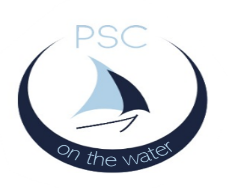 PSC
on the water